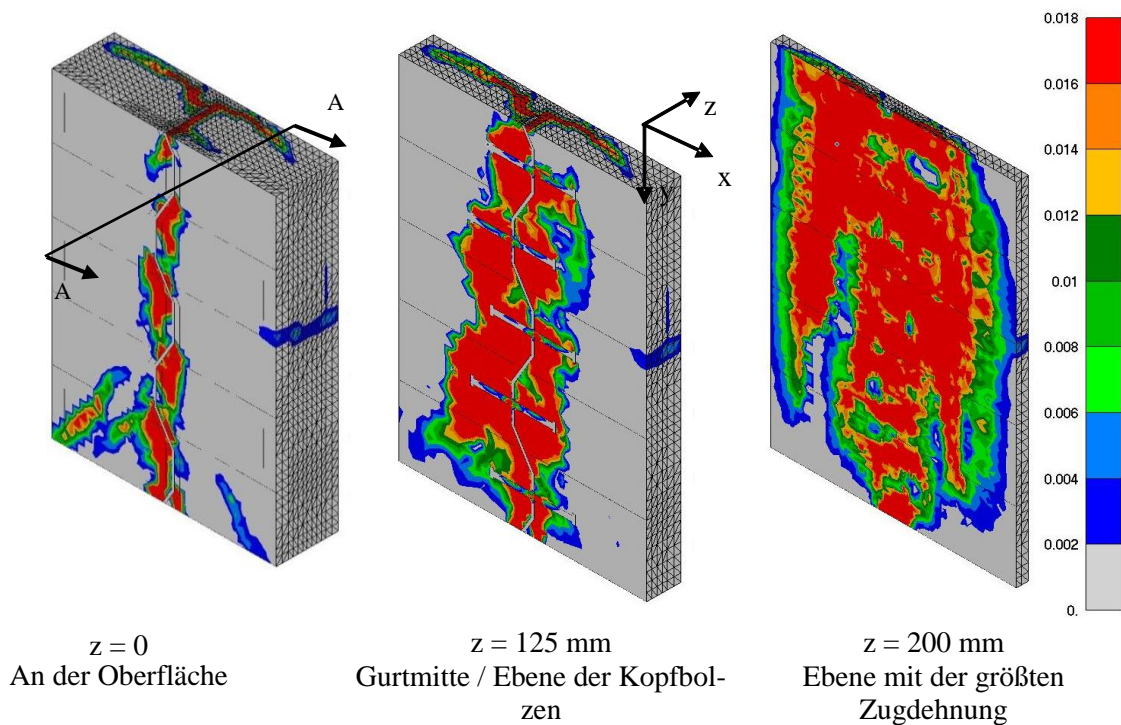 0.018
0.016
0.014
0.012
0.01
0.008
0.006
0.004
0.002
0.
A
A
z
x
y
z = 0
An der Oberfläche
z = 125 mm
Gurtmitte / Ebene der Kopfbol-
zen
z = 200 mm
Ebene mit der größten
Zugdehnung